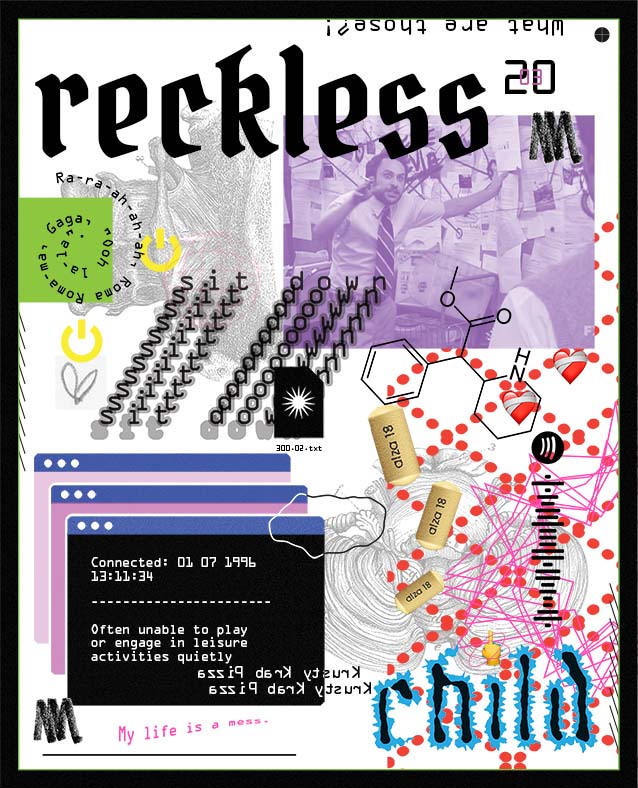 What are those?!
reckless
20
03
Ra-ra-ah-ah-ah, Roma Roma-ma, Gaga, "Ooh la-la"
sit down
sit down
300-02.txt
O
O
H
N
alza 18
alza 18
alza 18
3
Connected: 01 07 1996
13:11:34
-----------------------
Often unable to play
or engage in leisure
activities quietly
Krusty Krab Pizza
Krusty Krab Pizza
child
My life is a mess.